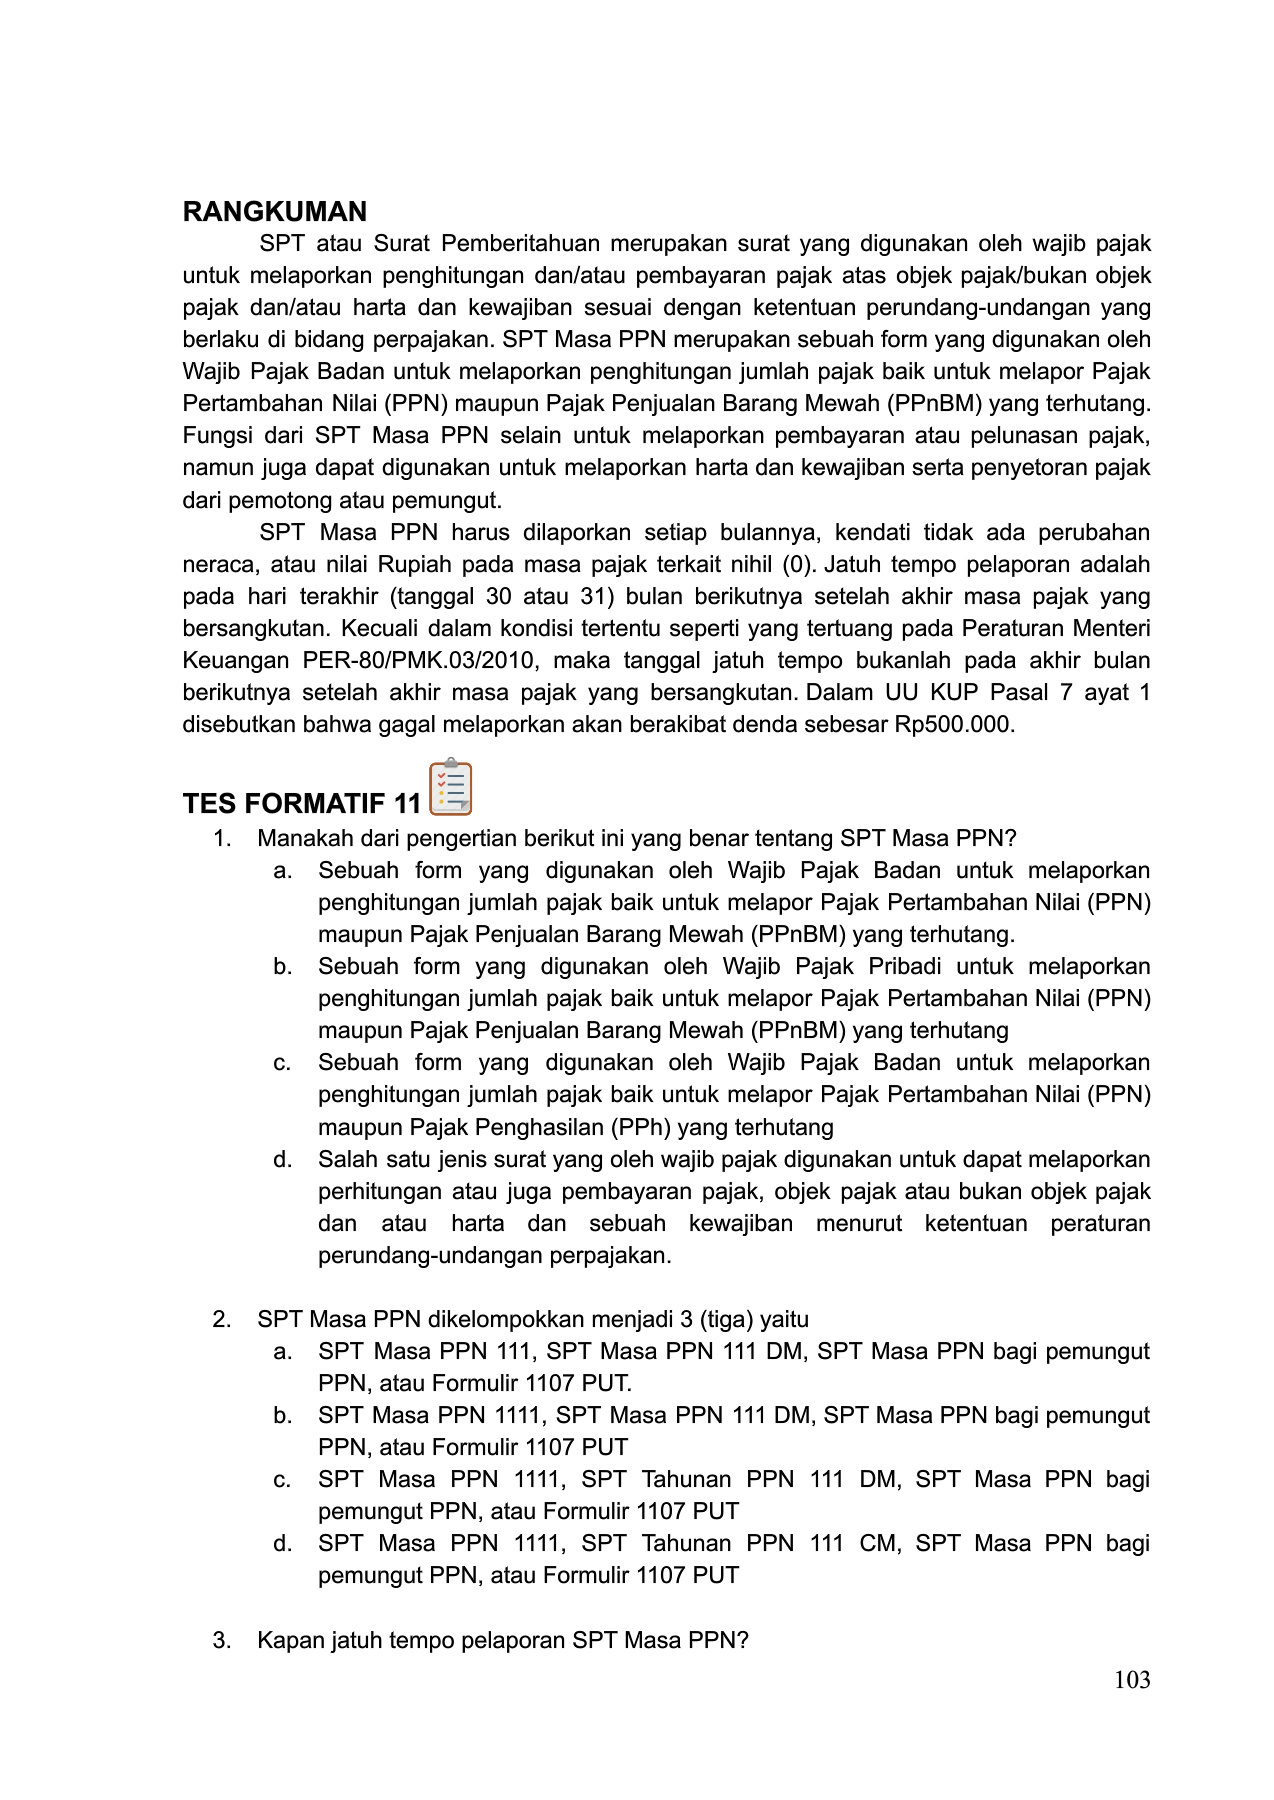 RANGKUMAN
SPT atau Surat Pemberitahuan merupakan surat yang digunakan oleh wajib pajak
untuk melaporkan penghitungan dan/atau pembayaran pajak atas objek pajak/bukan objek
pajak dan/atau harta dan kewajiban sesuai dengan ketentuan perundang-undangan yang
berlaku di bidang perpajakan. SPT Masa PPN merupakan sebuah form yang digunakan oleh
Wajib Pajak Badan untuk melaporkan penghitungan jumlah pajak baik untuk melapor Pajak
Pertambahan Nilai (PPN) maupun Pajak Penjualan Barang Mewah (PPnBM) yang terhutang.
Fungsi dari SPT Masa PPN selain untuk melaporkan pembayaran atau pelunasan pajak,
namun juga dapat digunakan untuk melaporkan harta dan kewajiban serta penyetoran pajak
dari pemotong atau pemungut.
SPT Masa PPN harus dilaporkan setiap bulannya, kendati tidak ada perubahan
neraca, atau nilai Rupiah pada masa pajak terkait nihil (0). Jatuh tempo pelaporan adalah
pada hari terakhir (tanggal 30 atau 31) bulan berikutnya setelah akhir masa pajak yang
bersangkutan. Kecuali dalam kondisi tertentu seperti yang tertuang pada Peraturan Menteri
Keuangan PER-80/PMK.03/2010, maka tanggal jatuh tempo bukanlah pada akhir bulan
berikutnya setelah akhir masa pajak yang bersangkutan. Dalam UU KUP Pasal 7 ayat 1
disebutkan bahwa gagal melaporkan akan berakibat denda sebesar Rp500.000.
TES FORMATIF 11
1. Manakah dari pengertian berikut ini yang benar tentang SPT Masa PPN?
a. Sebuah form yang digunakan oleh Wajib Pajak Badan untuk melaporkan
penghitungan jumlah pajak baik untuk melapor Pajak Pertambahan Nilai (PPN)
maupun Pajak Penjualan Barang Mewah (PPnBM) yang terhutang.
b. Sebuah form yang digunakan oleh Wajib Pajak Pribadi untuk melaporkan
penghitungan jumlah pajak baik untuk melapor Pajak Pertambahan Nilai (PPN)
maupun Pajak Penjualan Barang Mewah (PPnBM) yang terhutang
c. Sebuah form yang digunakan oleh Wajib Pajak Badan untuk melaporkan
penghitungan jumlah pajak baik untuk melapor Pajak Pertambahan Nilai (PPN)
maupun Pajak Penghasilan (PPh) yang terhutang
d. Salah satu jenis surat yang oleh wajib pajak digunakan untuk dapat melaporkan
perhitungan atau juga pembayaran pajak, objek pajak atau bukan objek pajak
dan atau harta dan sebuah kewajiban menurut ketentuan peraturan
perundang-undangan perpajakan.
2. SPT Masa PPN dikelompokkan menjadi 3 (tiga) yaitu
a. SPT Masa PPN 111, SPT Masa PPN 111 DM, SPT Masa PPN bagi pemungut
PPN, atau Formulir 1107 PUT.
b. SPT Masa PPN 1111, SPT Masa PPN 111 DM, SPT Masa PPN bagi pemungut
PPN, atau Formulir 1107 PUT
c. SPT Masa PPN 1111, SPT Tahunan PPN 111 DM, SPT Masa PPN bagi
pemungut PPN, atau Formulir 1107 PUT
d. SPT Masa PPN 1111, SPT Tahunan PPN 111 CM, SPT Masa PPN bagi
pemungut PPN, atau Formulir 1107 PUT
3. Kapan jatuh tempo pelaporan SPT Masa PPN?
103